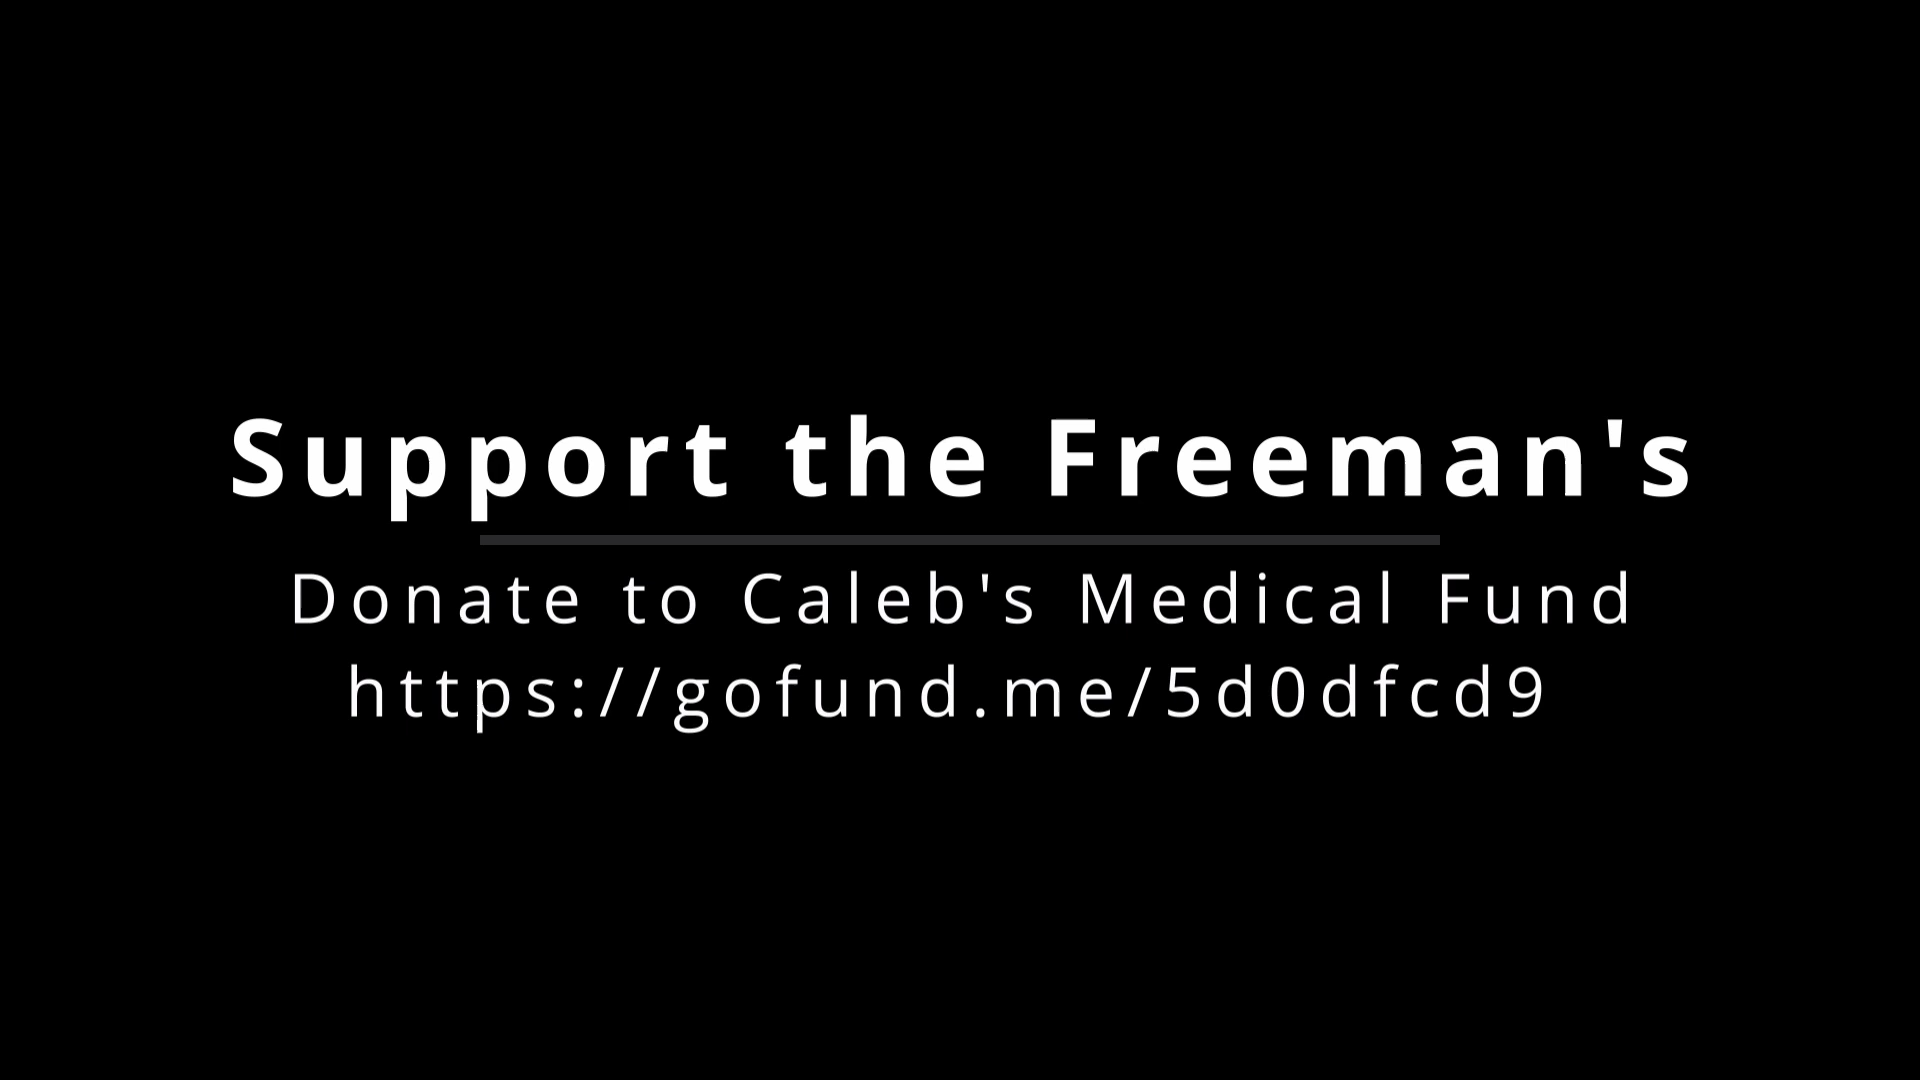 Support the Freeman's
Donate to Caleb's Medical Fund
https://gofund.me/5d0dfcd9